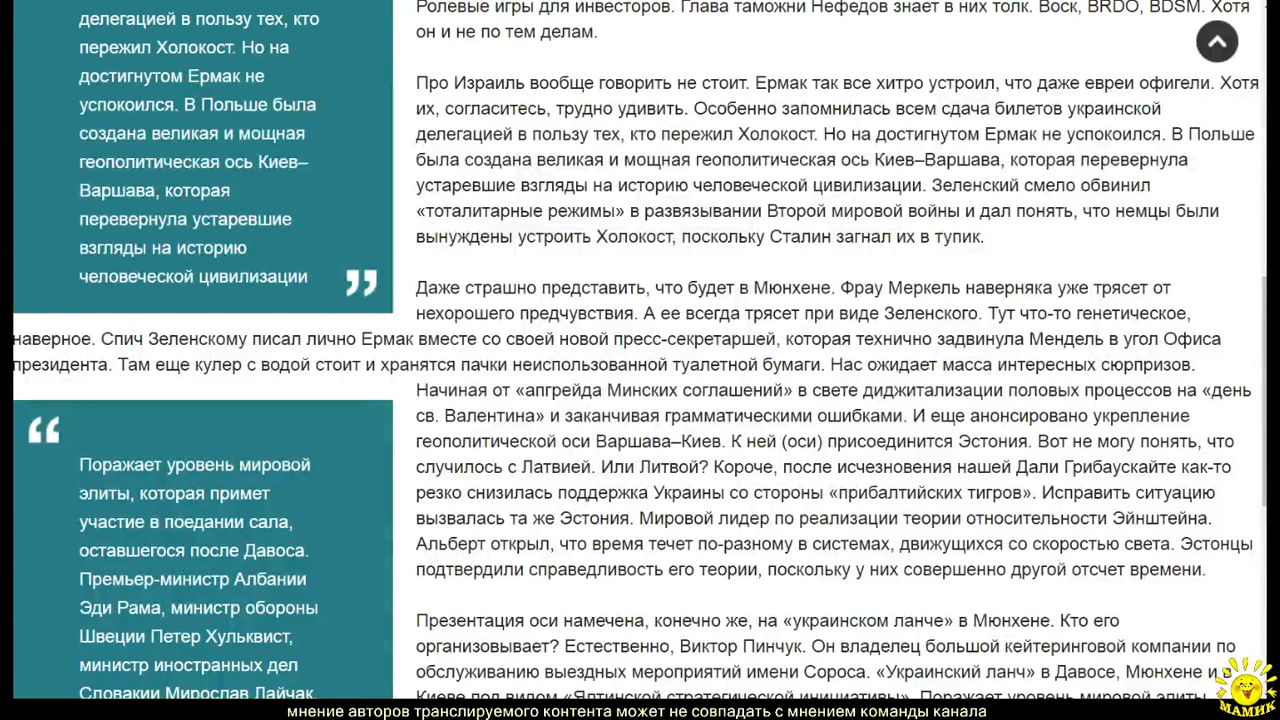 делегацией в пользу тех, кто
пережил Холокост. Но на
достигнутом Ермак не
успокоился. В Польше была
создана великая и мощная
геополитическая ось Киев–
Варшава, которая
перевернула устаревшие
взгляды на историю
человеческой цивилизации
”
Ролевые игры для инвесторов. Глава таможни Нефедов знает в них толк. Воск, BRDO, BDSM. Хотя
он и не по тем делам.
Про Израиль вообще говорить не стоит. Ермак так все хитро устроил, что даже евреи офигели. Хотя
их, согласитесь, трудно удивить. Особенно запомнилась всем сдача билетов украинской
делегацией в пользу тех, кто пережил Холокост. Но на достигнутом Ермак не успокоился. В Польше
была создана великая и мощная геополитическая ось Киев–Варшава, которая перевернула
устаревшие взгляды на историю человеческой цивилизации. Зеленский смело обвинил
«тоталитарные режимы» в развязывании Второй мировой войны и дал понять, что немцы были
вынуждены устроить Холокост, поскольку Сталин загнал их в тупик.
Даже страшно представить, что будет в Мюнхене. Фрау Меркель наверняка уже трясет от
нехорошего предчувствия. А ее всегда трясет при виде Зеленского. Тут что-то генетическое,
наверное. Спич Зеленскому писал лично Ермак вместе со своей новой пресс-секретаршей, которая технично задвинула Мендель в угол Офиса
президента. Там еще кулер с водой стоит и хранятся пачки неиспользованной туалетной бумаги. Нас ожидает масса интересных сюрпризов.
Начиная от «апгрейда Минских соглашений» в свете диджитализации половых процессов на «день
св. Валентина» и заканчивая грамматическими ошибками. И еще анонсировано укрепление
геополитической оси Варшава–Киев. К ней (оси) присоединится Эстония. Вот не могу понять, что
случилось с Латвией. Или Литвой? Короче, после исчезновения нашей Дали Грибаускайте как-то
резко снизилась поддержка Украины со стороны «прибалтийских тигров». Исправить ситуацию
вызвалась та же Эстония. Мировой лидер по реализации теории относительности Эйнштейна.
Альберт открыл, что время течет по-разному в системах, движущихся со скоростью света. Эстонцы
подтвердили справедливость его теории, поскольку у них совершенно другой отсчет времени.
“
Поражает уровень мировой
элиты, которая примет
участие в поедании сала,
оставшегося после Давоса.
Премьер-министр Албании
Эди Рама, министр обороны
Швеции Петер Хульквист,
министр иностранных дел
Словакии Мирослав Лайчак,
Презентация оси намечена, конечно же, на «украинском ланче» в Мюнхене. Кто его
организовывает? Естественно, Виктор Пинчук. Он владелец большой кейтеринговой компании по
обслуживанию выездных мероприятий имени Сороса. «Украинский ланч» в Давосе, Мюнхене и в
Киеве под видом «Ялтинской стратегической инициативы». Поражает уровень мировой элиты,
МАМИК
мнение авторов транслируемого контента может не совпадать с мнением команды канала